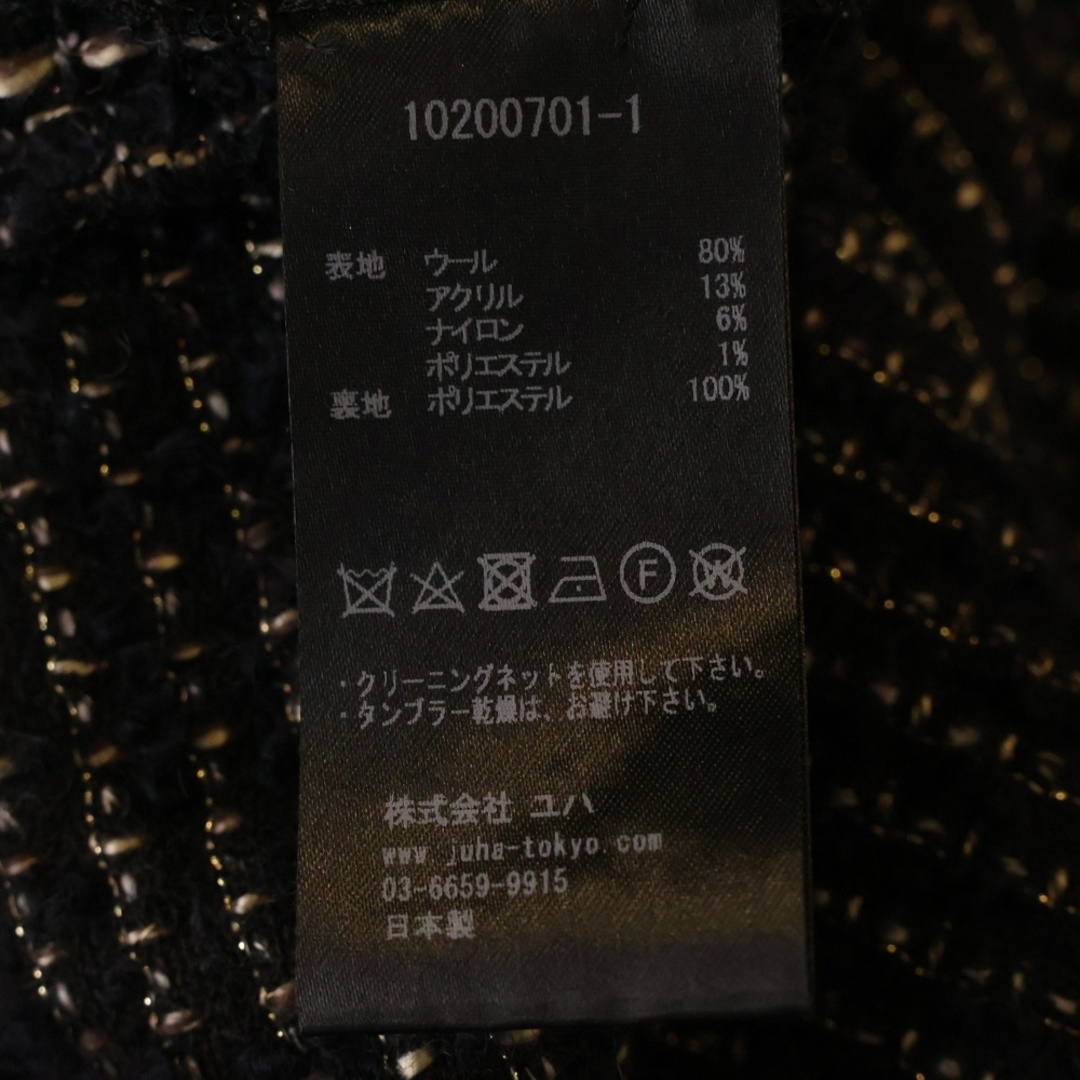 10200701-1
表地 ウール 80%
アクリル 13%
ナイロン 6%
ポリエステル 1%
裏地 ポリエステル 100%
F W
・クリーニングネットを使用して下さい。
・タンブラー乾燥は、お避け下さい。
株式会社 ユハ
www juha-tokyo.com
03-6659-9915
日本製